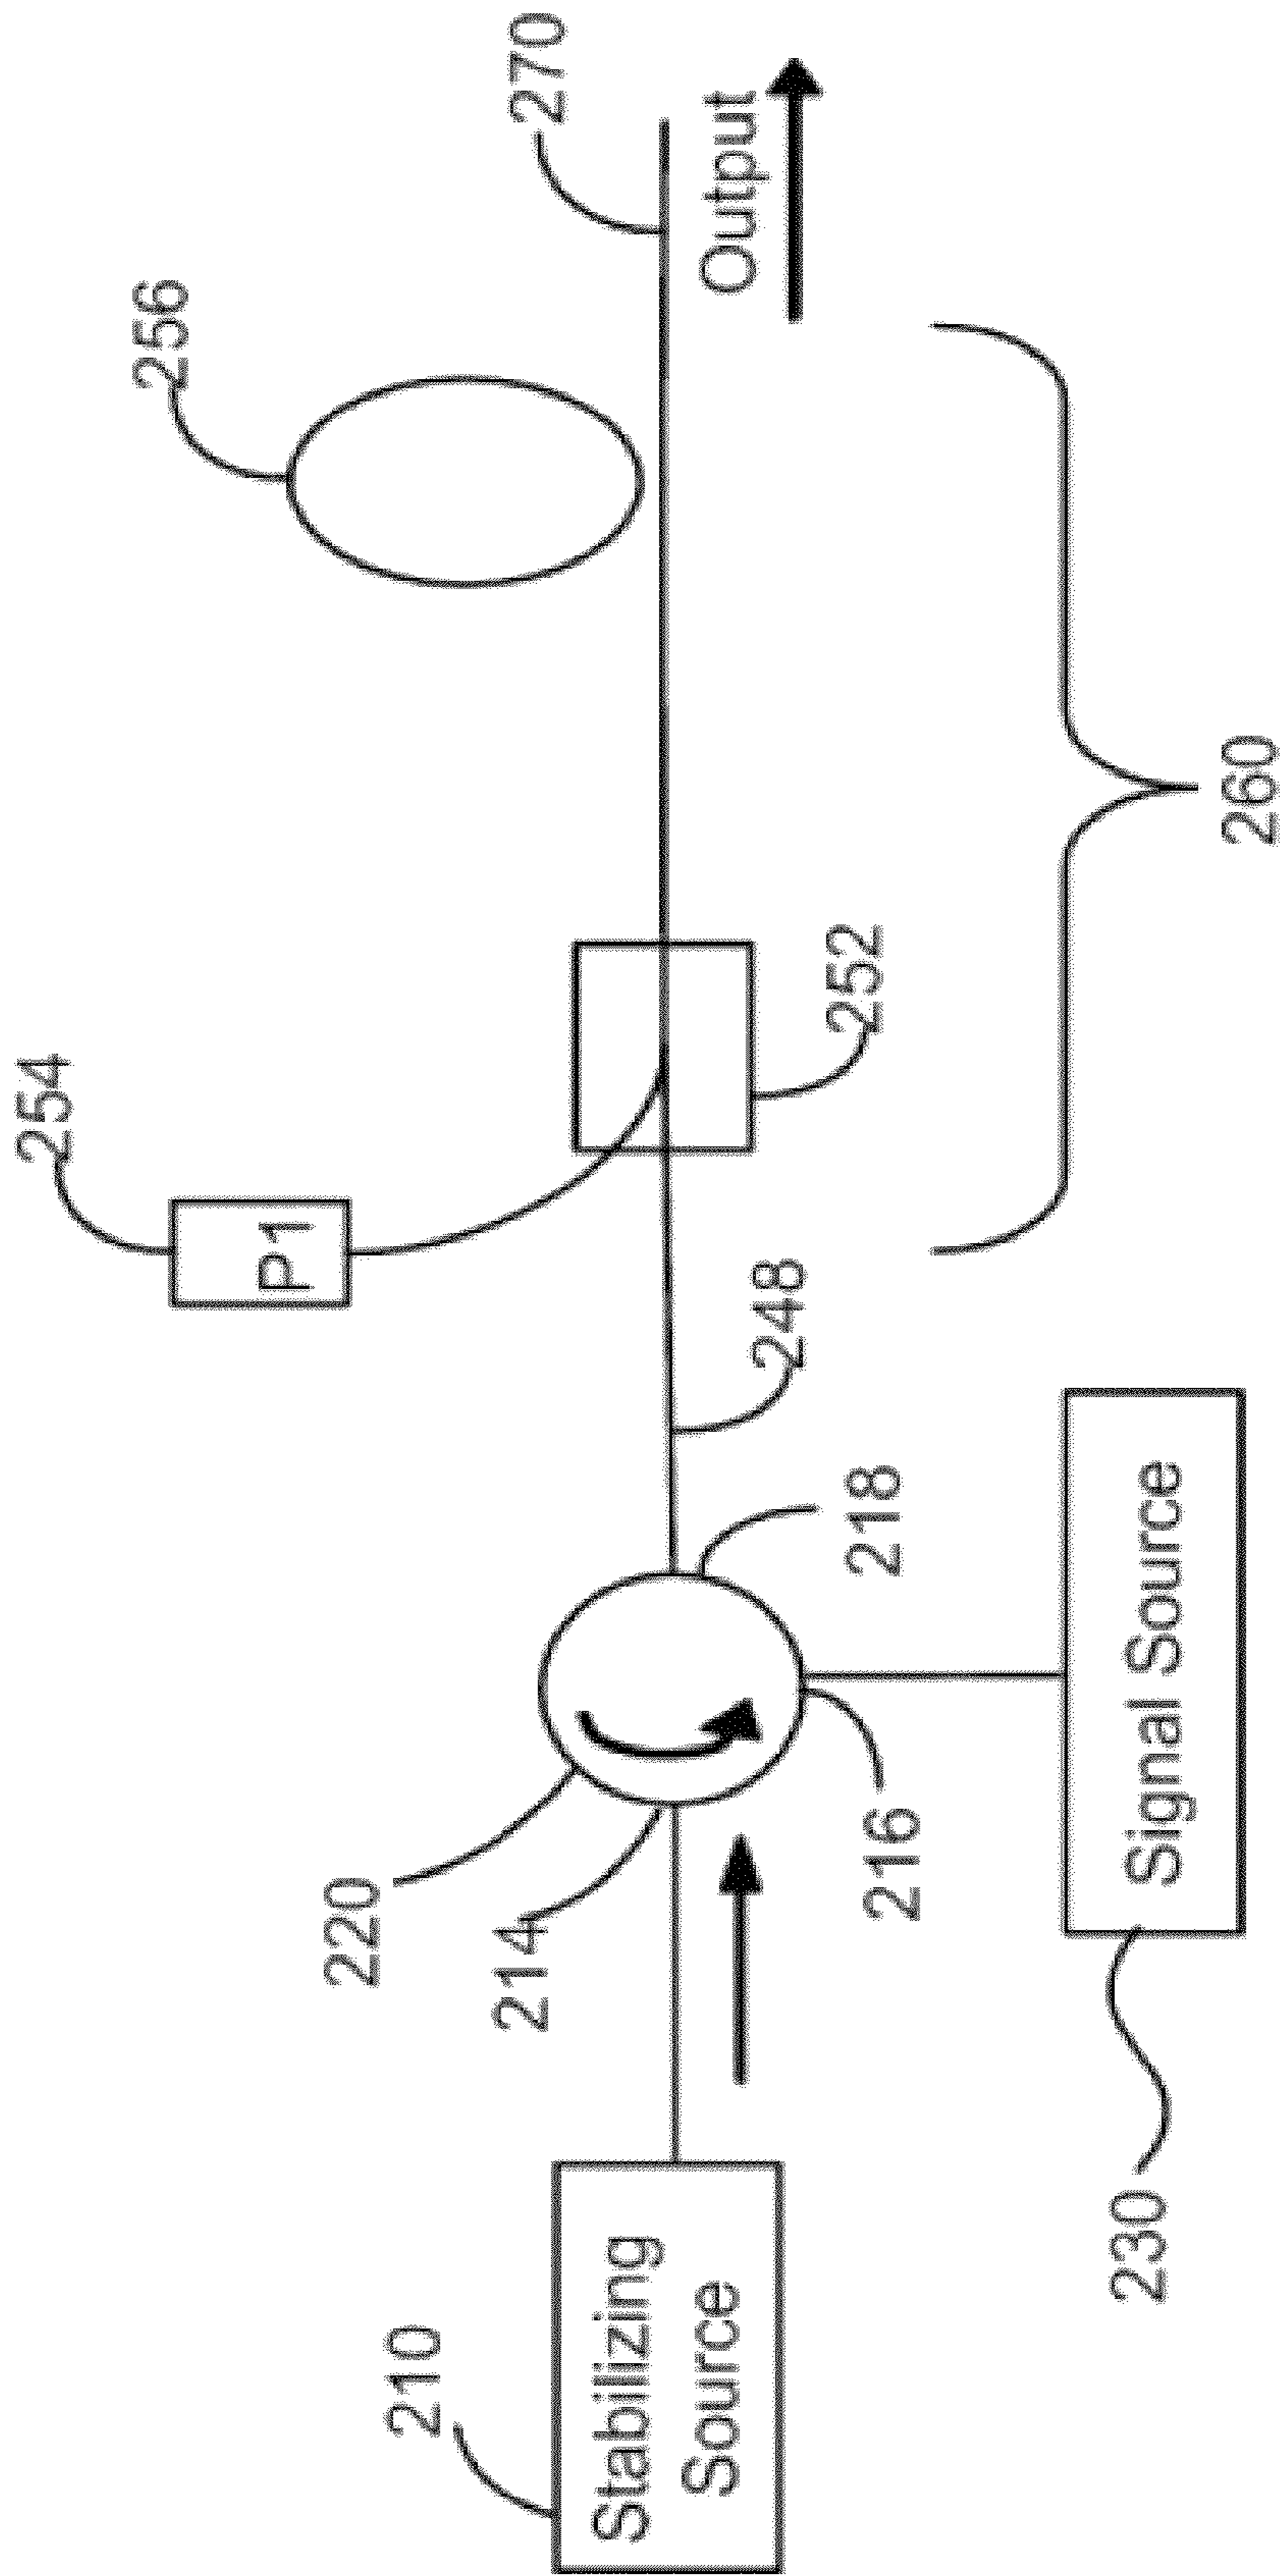 254
P1
256
270
Output
220
214
210
Stabilizing
Source
248
252
218
216
260
230
Signal Source